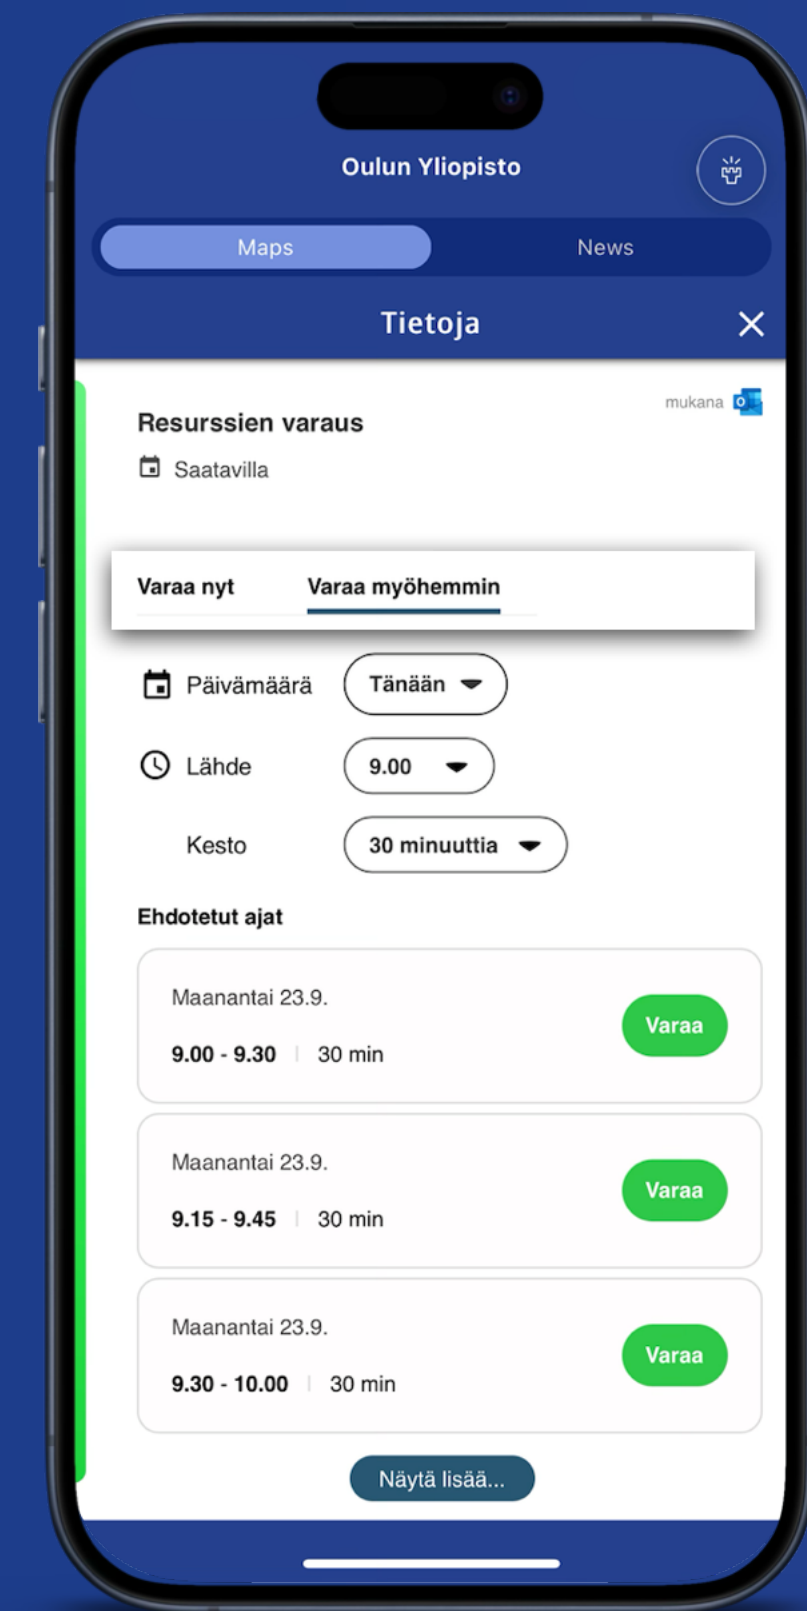 Oulun Yliopisto
Maps News
Tietoja
mukana
Resurssien varaus
Saatavilla
Varaa nyt Varaa myöhemmin
Päivämäärä Tänään
Lähde 9.00
Kesto 30 minuuttia
Ehdotetut ajat
Maanantai 23.9.
9.00 - 9.30 | 30 min
Varaa
Maanantai 23.9.
9.15 - 9.45 | 30 min
Varaa
Maanantai 23.9.
9.30 - 10.00 | 30 min
Varaa
Näytä lisää...